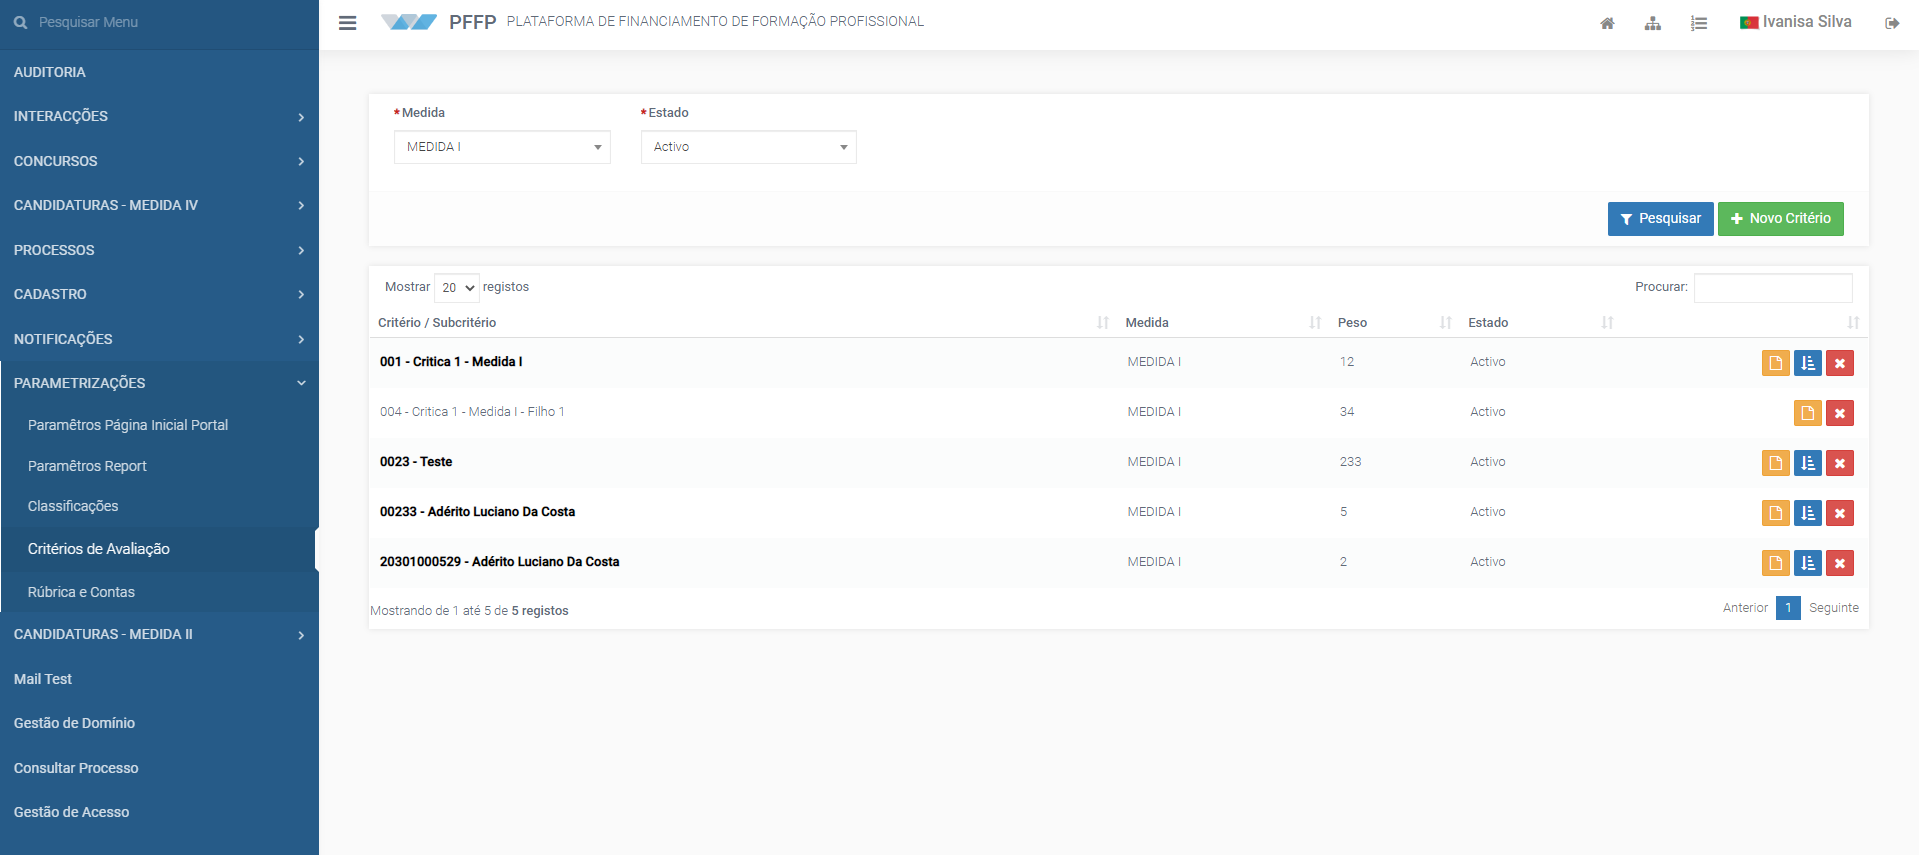 Pesquisar Menu
AUDITORIA
INTERACÇÕES
CONCURSOS
CANDIDATURAS - MEDIDA IV
PROCESSOS
CADASTRO
NOTIFICAÇÕES
PARAMETRIZAÇÕES
Paramêtros Página Inicial Portal
Paramêtros Report
Classificações
Critérios de Avaliação
Rúbrica e Contas
CANDIDATURAS - MEDIDA II
Mail Test
Gestão de Domínio
Consultar Processo
Gestão de Acesso
PFFP PLATAFORMA DE FINANCIAMENTO DE FORMAÇÃO PROFISSIONAL
Ivanisa Silva
*Medida *Estado
MEDIDA I Activo
Pesquisar Novo Critério
Mostrar 20 registos Procurar:
Critério / Subcritério Medida Peso Estado
001 - Critica 1 - Medida I MEDIDA I 12 Activo
004 - Critica 1 - Medida I - Filho 1 MEDIDA I 34 Activo
0023 - Teste MEDIDA I 233 Activo
00233 - Adérito Luciano Da Costa MEDIDA I 5 Activo
20301000529 - Adérito Luciano Da Costa MEDIDA I 2 Activo
Mostrando de 1 até 5 de 5 registos Anterior 1 Seguinte